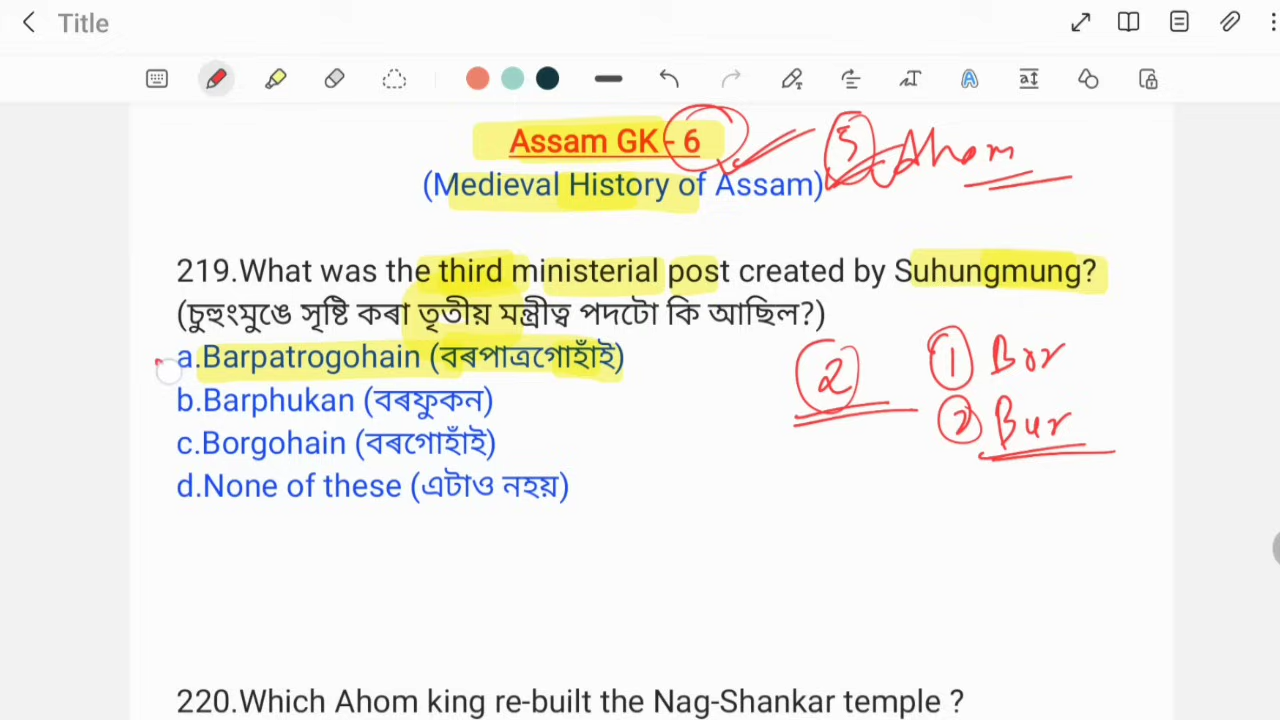 Title
Assam GK - 6
5 Ahom
(Medieval History of Assam)
219.What was the third ministerial post created by Suhungmung?
(চুহুংমুঙে সৃষ্টি কৰা তৃতীয় মন্ত্ৰীত্ব পদটো কি আছিল?)
a.Barpatrogohain (বৰপাত্ৰগোহাঁই)
b.Barphukan (বৰফুকন)
c.Borgohain (বৰগোহাঁই)
d.None of these (এটাও নহয়)
2
1 Bor
2 Bur
220.Which Ahom king re-built the Nag-Shankar temple ?